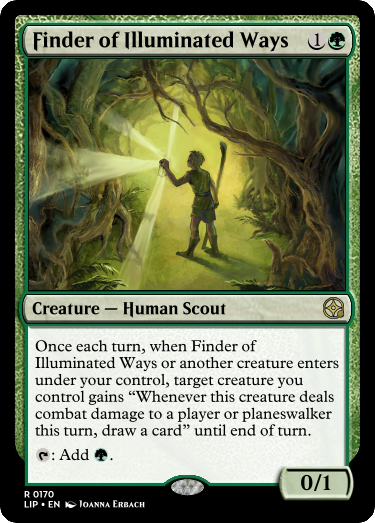 Finder of Illuminated Ways 1
Creature — Human Scout
Once each turn, when Finder of
Illuminated Ways or another creature enters
under your control, target creature you
control gains “Whenever this creature deals
combat damage to a player or planeswalker
this turn, draw a card” until end of turn.
: Add .
0/1
R 0170
LIP • EN Joanna Erbach